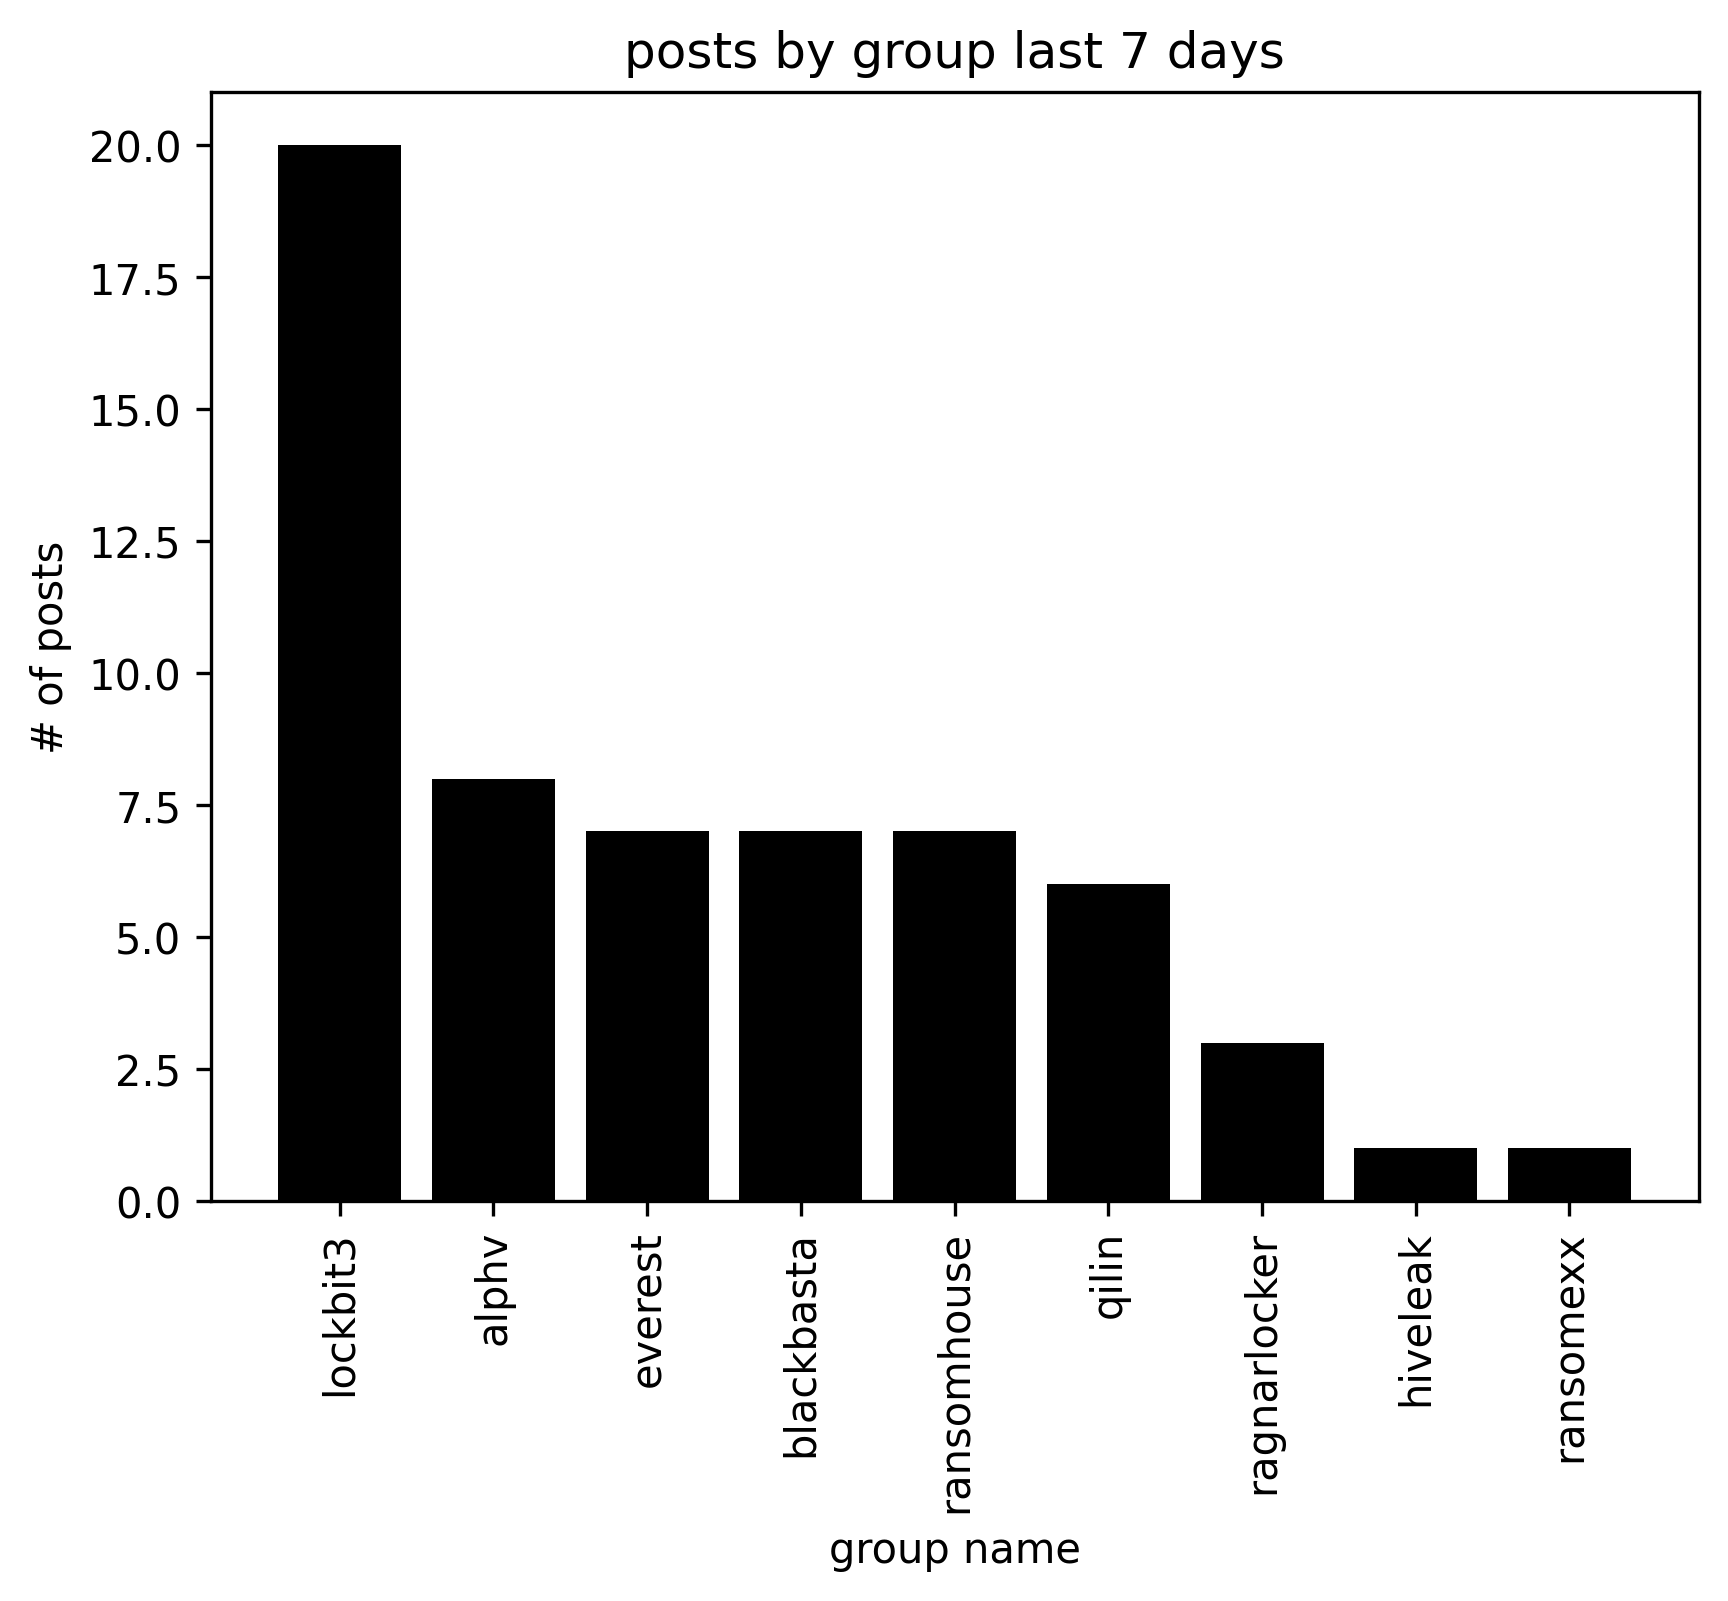 posts by group last 7 days
20.0
17.5
15.0
12.5
10.0
7.5
5.0
2.5
0.0
# of posts
lockbit3
alphv
everest
blackbasta
ransomhouse
qilin
ragnarlocker
hiveleak
ransomexx
group name